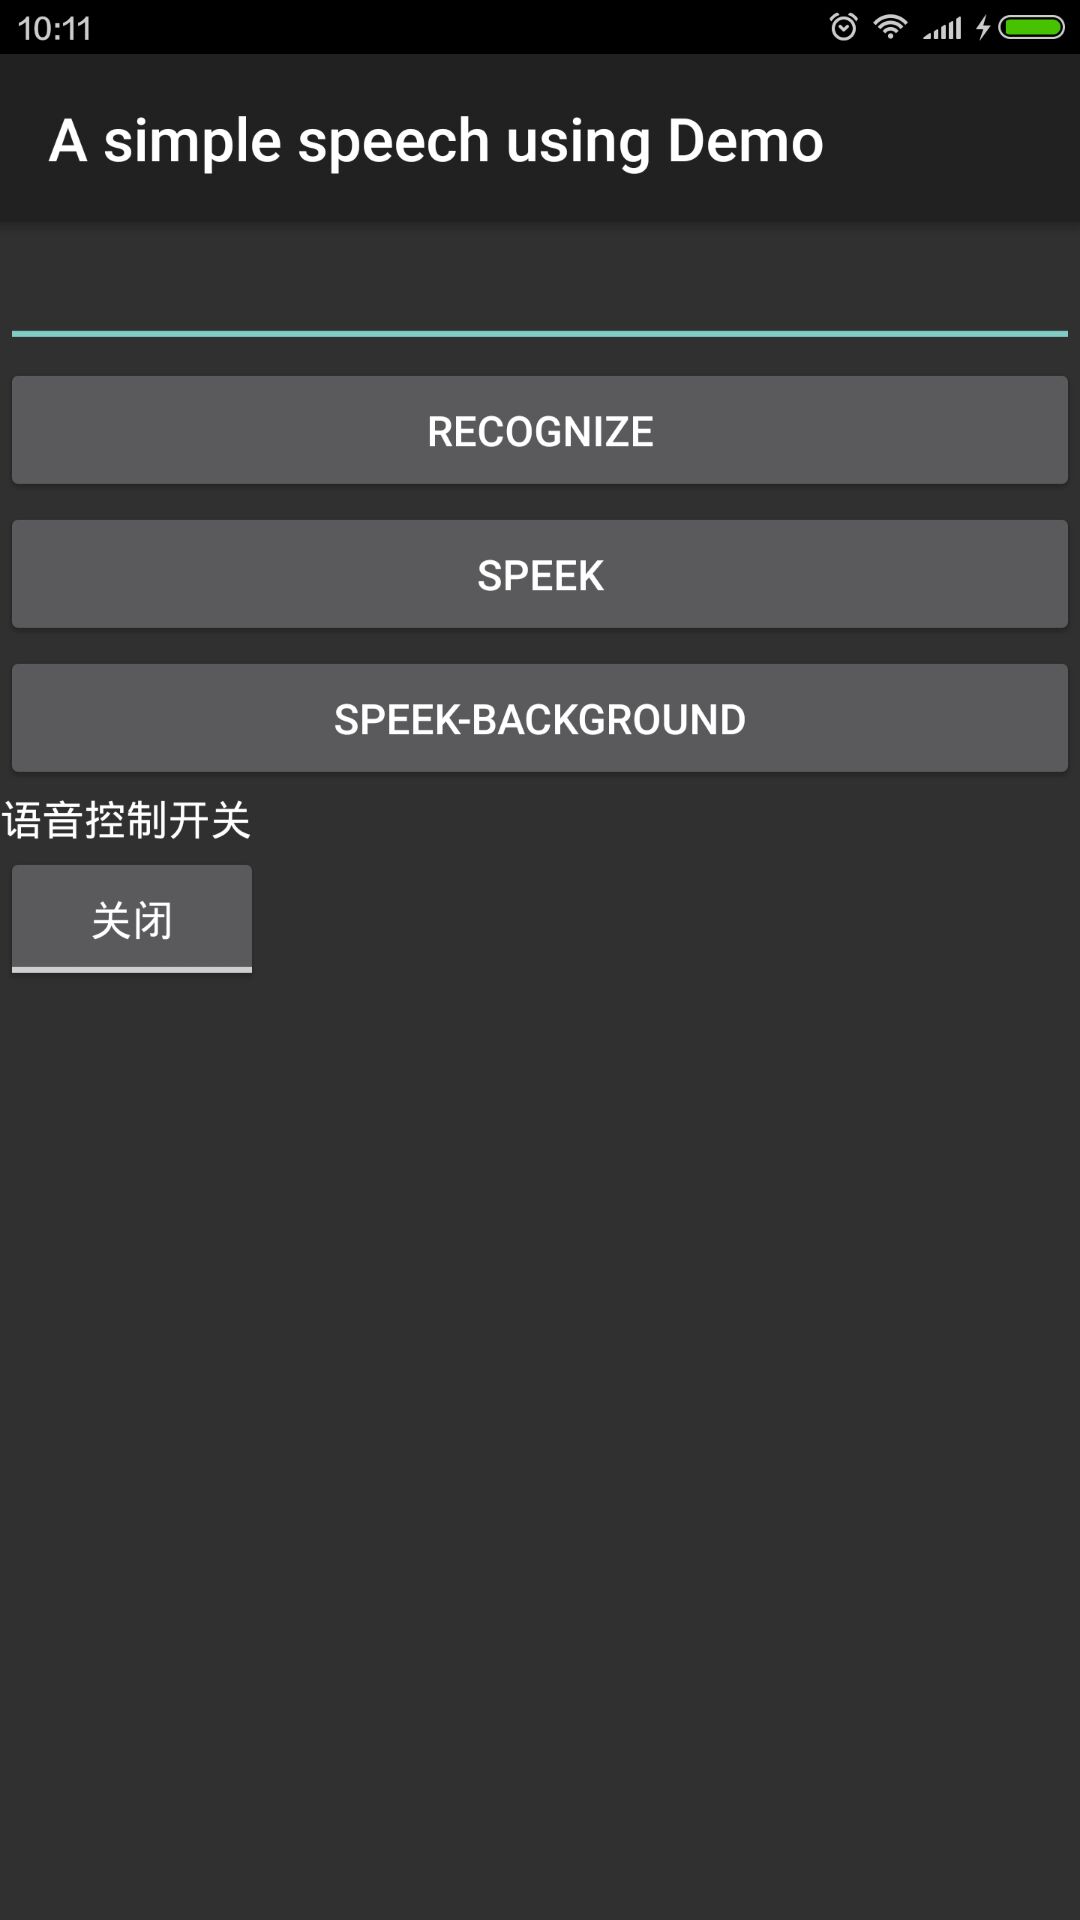 10:11
A simple speech using Demo
RECOGNIZE
SPEEK
SPEEK-BACKGROUND
语音控制开关
关闭